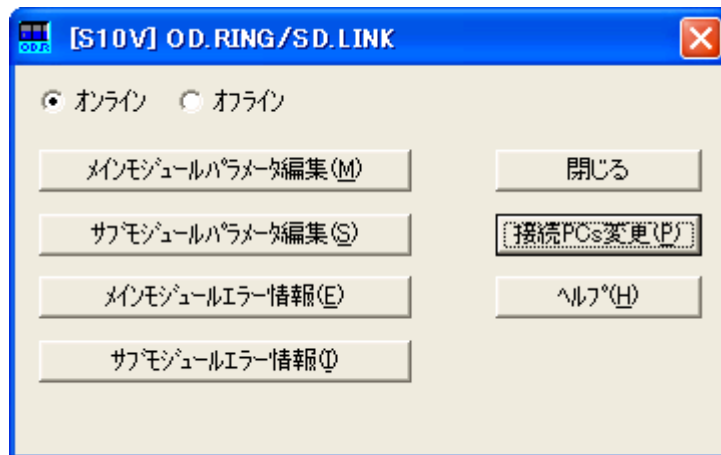 OD.R
[S10V] OD.RING/SD.LINK
オンライン オフライン
メインモジュールパラメータ編集(M) 閉じる
サブモジュールパラメータ編集(S) 接続PCs変更(P)
メインモジュールエラー情報(E) ヘルプ(H)
サブモジュールエラー情報(I)